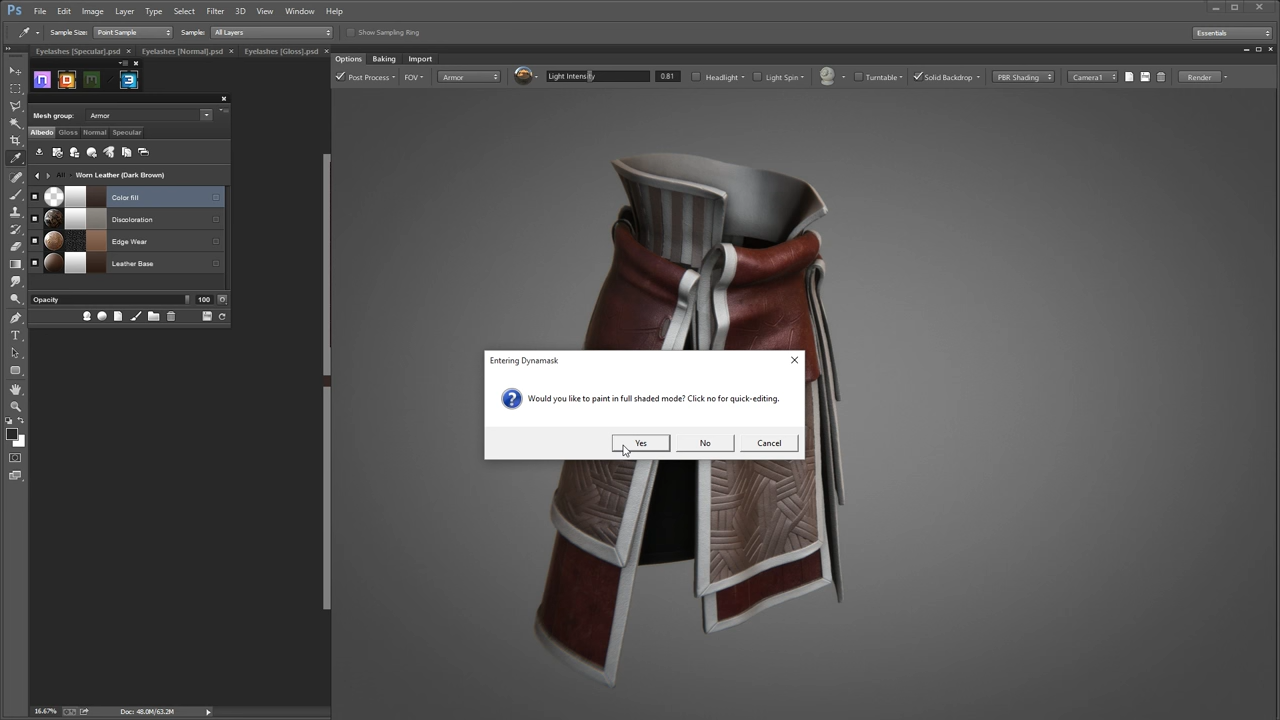 Ps File Edit Image Layer Type Select Filter 3D View Window Help
Sample Size: Point Sample Sample: All Layers Show Sampling Ring Essentials
Eyelashes [Specular].psd × Eyelashes [Normal].psd × Eyelashes [Gloss].psd ×
Options Baking Import
Post Process FOV Armor Light Intensity 0.81 Headlight Light Spin Turntable Solid Backdrop PBR Shading Camera1 Render
Mesh group: Armor
Albedo Gloss Normal Specular
All Worn Leather (Dark Brown)
Color fill
Discoloration
Edge Wear
Leather Base
Opacity 100
Entering Dynamask
Would you like to paint in full shaded mode? Click no for quick-editing.
Yes No Cancel
16.67% Doc: 48.0M/63.2M